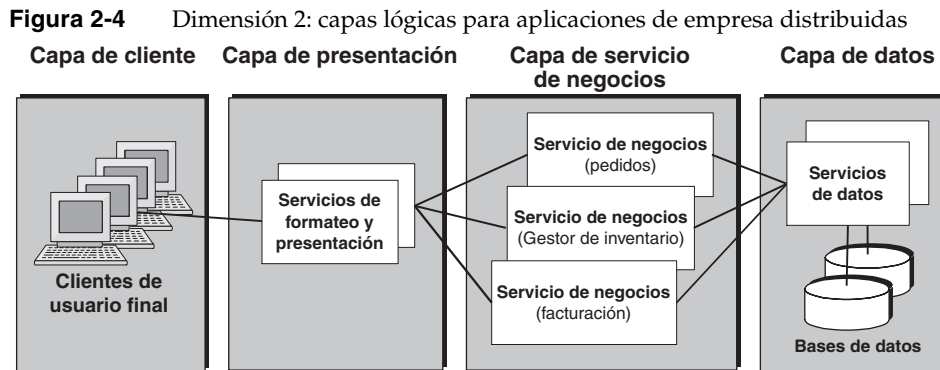 Figura 2-4 Dimensión 2: capas lógicas para aplicaciones de empresa distribuidas
Capa de cliente
Capa de presentación
Capa de servicio
de negocios
Capa de datos
Clientes de
usuario final
Servicios de
formateo y
presentación
Servicio de negocios
(pedidos)
Servicio de negocios
(Gestor de inventario)
Servicio de negocios
(facturación)
Servicios
de datos
Bases de datos